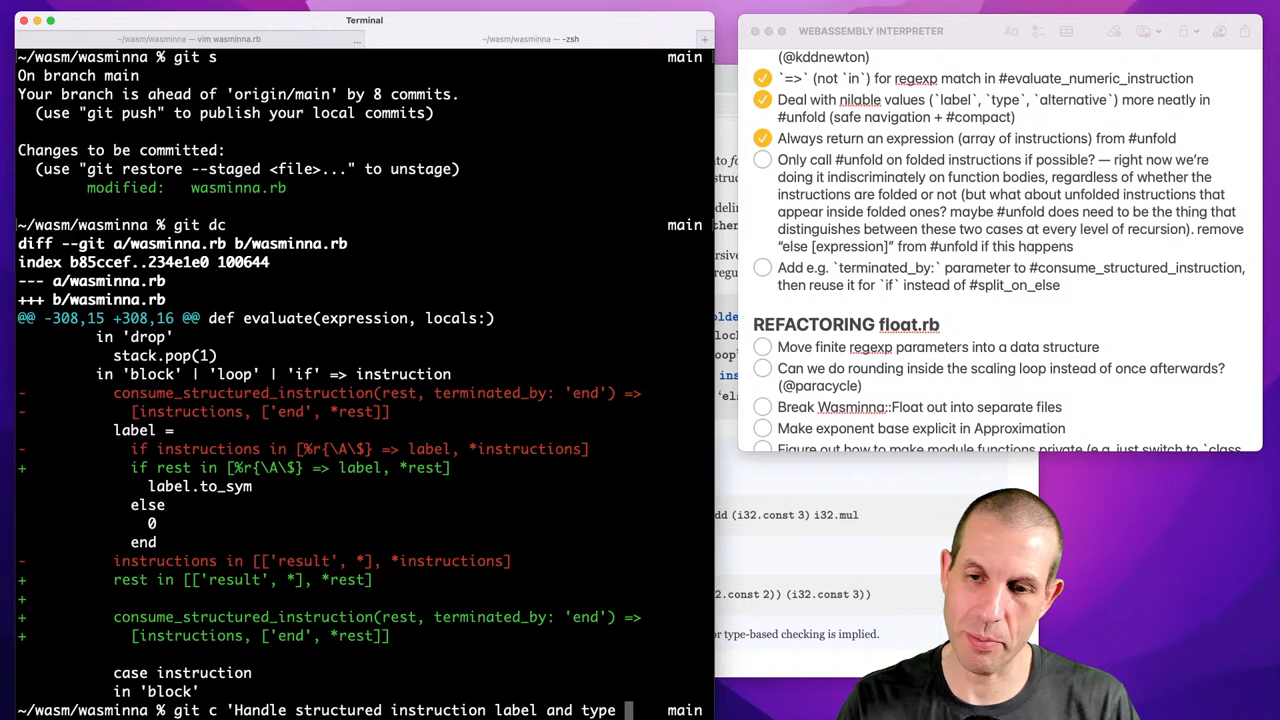 Terminal
~/wasm/wasminna — vim wasminna.rb
...
~/wasm/wasminna — -zsh
+
~/wasm/wasminna % git s
main
On branch main
Your branch is ahead of 'origin/main' by 8 commits.
(use "git push" to publish your local commits)
Changes to be committed:
(use "git restore --staged <file>..." to unstage)
modified:   wasminna.rb
~/wasm/wasminna % git dc
main
diff --git a/wasminna.rb b/wasminna.rb
index b85ccef..234e1e0 100644
--- a/wasminna.rb
+++ b/wasminna.rb
@@ -308,15 +308,16 @@ def evaluate(expression, locals:)
in 'drop'
stack.pop(1)
in 'block' | 'loop' | 'if' => instruction
- consume_structured_instruction(rest, terminated_by: 'end') =>
- [instructions, ['end', *rest]]
label =
- if instructions in [%r{\A\$} => label, *instructions]
+ if rest in [%r{\A\$} => label, *rest]
label.to_sym
else
0
end
- instructions in [['result', *], *instructions]
+ rest in [['result', *], *rest]
+
+ consume_structured_instruction(rest, terminated_by: 'end') =>
+ [instructions, ['end', *rest]]
case instruction
in 'block'
~/wasm/wasminna % git c 'Handle structured instruction label and type
main
WEBASSEMBLY INTERPRETER
Aa
(@kddnewton)
`=>` (not `in`) for regexp match in #evaluate_numeric_instruction
Deal with nilable values (`label`, `type`, `alternative`) more neatly in
#unfold (safe navigation + #compact)
Always return an expression (array of instructions) from #unfold
Only call #unfold on folded instructions if possible? — right now we're
doing it indiscriminately on function bodies, regardless of whether the
instructions are folded or not (but what about unfolded instructions that
appear inside folded ones? maybe #unfold does need to be the thing that
distinguishes between these two cases at every level of recursion). remove
“else [expression]” from #unfold if this happens
Add e.g. `terminated_by:` parameter to #consume_structured_instruction,
then reuse it for `if` instead of #split_on_else
REFACTORING float.rb
Move finite regexp parameters into a data structure
Can we do rounding inside the scaling loop instead of once afterwards?
(@paracycle)
Break Wasminna::Float out into separate files
Make exponent base explicit in Approximation
Figure out how to make module functions private (e.g. just switch to `class
dd (i32.const 3) i32.mul
.const 2)) (i32.const 3))
or type-based checking is implied.